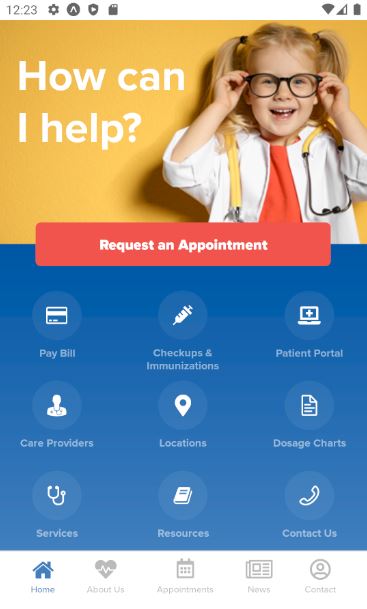 12:23
How can
I help?
Request an Appointment
Pay Bill
Checkups &
Immunizations
Patient Portal
Care Providers
Locations
Dosage Charts
Services
Resources
Contact Us
Home
About Us
Appointments
News
Contact